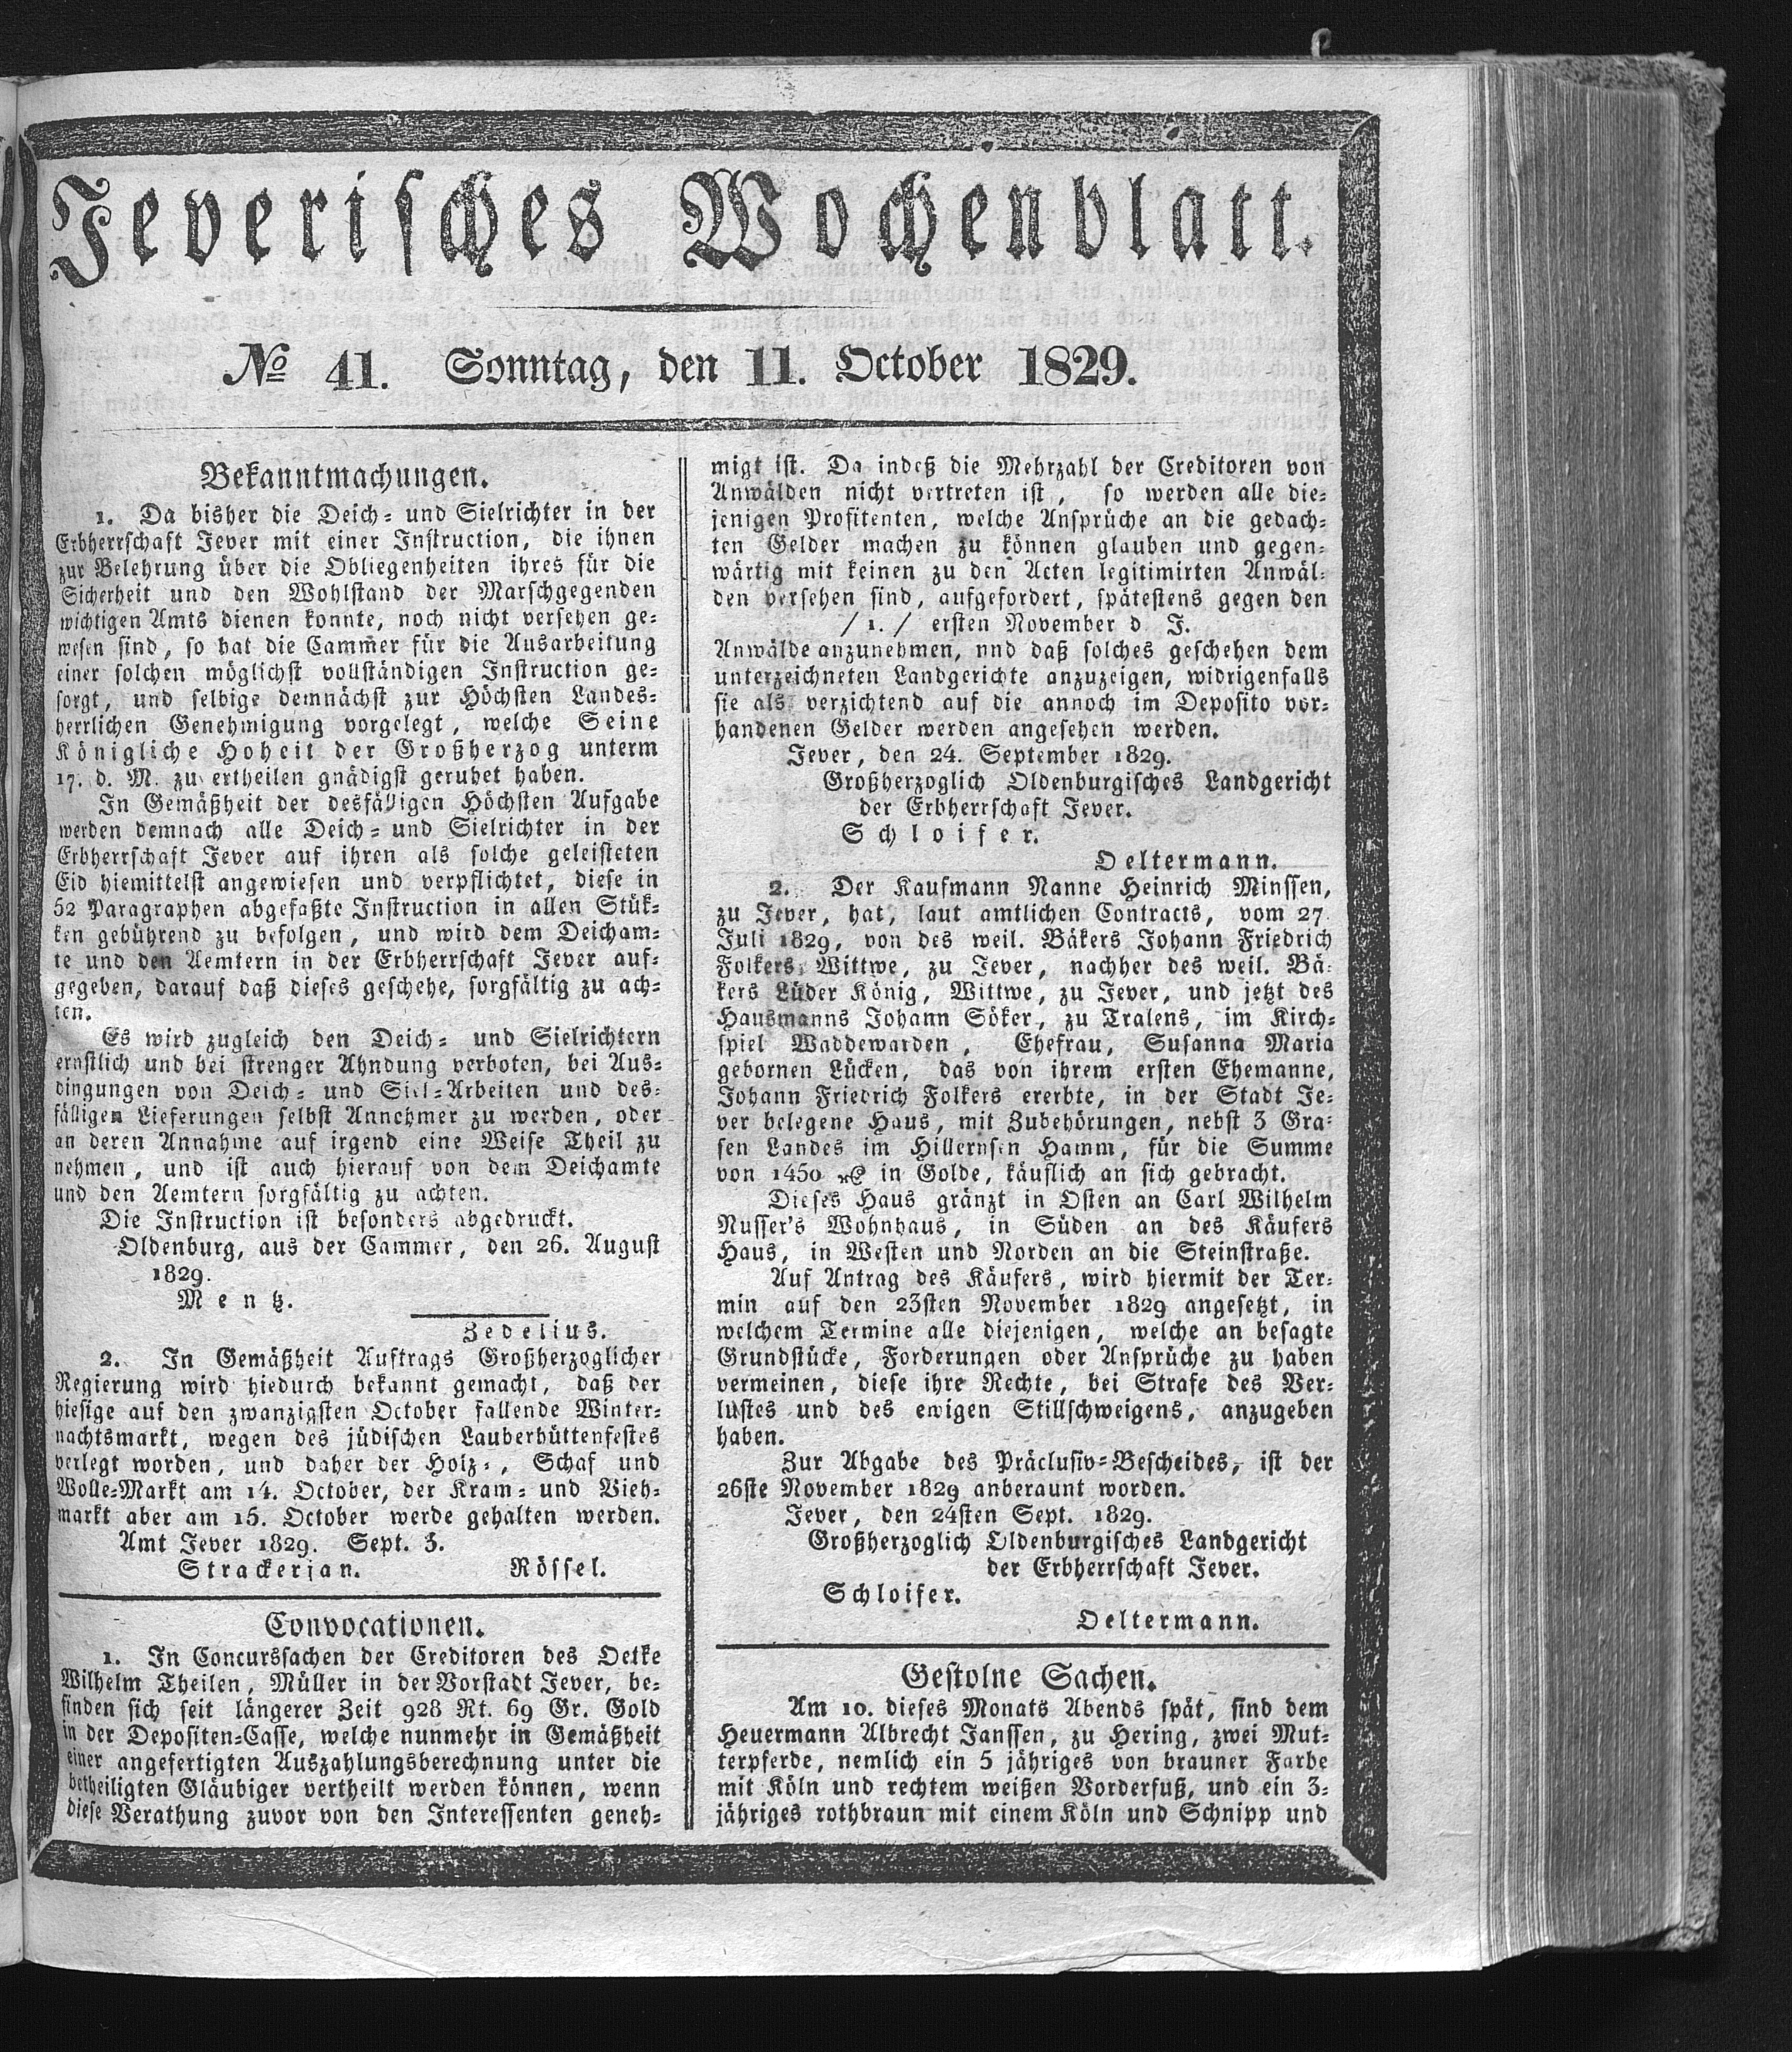 Jeverisches Wochenblatt.
No 41. Sonntag, den 11. October 1829.
Bekanntmachungen.
1. Da bisher die Deich= und Sielrichter in der
Erbherrschaft Jever mit einer Instruction, die ihnen
zur Belehrung über die Obliegenheiten ihres für die
Sicherheit und den Wohlstand der Marschgegenden
wichtigen Amts dienen konnte, noch nicht versehen ge=
wesen sind, so hat die Cam̅er für die Ausarbeitung
einer solchen möglichst vollständigen Instruction ge=
sorgt, und selbige demnächst zur Höchsten Landes=
herrlichen Genehmigung vorgelegt, welche Seine
Königliche Hoheit der Großherzog unterm
17. d. M. zu ertheilen gnädigst geruhet haben.
In Gemäßheit der desfälligen Höchsten Aufgabe
werden demnach alle Deich= und Sielrichter in der
Erbherrschaft Jever auf ihren als solche geleisteten
Eid hiemittelst angewiesen und verpflichtet, diese in
52 Paragraphen abgefaßte Instruction in allen Stük=
ken gebührend zu befolgen, und wird dem Deicham=
te und den Aemtern in der Erbherrschaft Jever auf=
gegeben, darauf daß dieses geschehe, sorgfältig zu ach=
ten.
Es wird zugleich den Deich= und Sielrichtern
ernstlich und bei strenger Ahndung verboten, bei Aus=
dingungen von Deich= und Siel=Arbeiten und des=
fälligen Lieferungen selbst Annehmer zu werden, oder
an deren Annahme auf irgend eine Weise Theil zu
nehmen, und ist auch hierauf von dem Deichamte
und den Aemtern sorgfältig zu achten.
Die Instruction ist besonders abgedruckt.
Oldenburg, aus der Cammer, den 26. August
1829.
Mentz.
Zedelius.
2. In Gemäßheit Auftrags Großherzoglicher
Regierung wird hiedurch bekannt gemacht, daß der
hiesige auf den zwanzigsten October fallende Winter=
nachtsmarkt, wegen des jüdischen Lauberhüttenfestes
verlegt worden, und daher der Holz=, Schaf und
Wolle=Markt am 14. October, der Kram= und Vieh=
markt aber am 15. October werde gehalten werden.
Amt Jever 1829. Sept. 3.
Strackerjan. Rössel.
Convocationen.
1. In Concurssachen der Creditoren des Oetke
Wilhelm Theilen, Müller in der Vorstadt Jever, be=
finden sich seit längerer Zeit 928 Rt. 69 Gr. Gold
in der Depositen=Casse, welche nunmehr in Gemäßheit
einer angefertigten Auszahlungsberechnung unter die
betheiligten Gläubiger vertheilt werden können, wenn
diese Verathung zuvor von den Interessenten geneh=
migt ist. Da indeß die Mehrzahl der Creditoren von
Anwälden nicht vertreten ist, so werden alle die=
jenigen Profitenten, welche Ansprüche an die gedach=
ten Gelder machen zu können glauben und gegen=
wärtig mit keinen zu den Acten legitimirten Anwäl=
den versehen sind, aufgefordert, spätestens gegen den
/ 1. / ersten November d. J.
Anwälde anzunehmen, nnd daß solches geschehen dem
unterzeichneten Landgerichte anzuzeigen, widrigenfalls
sie als verzichtend auf die annoch im Deposito vor=
handenen Gelder werden angesehen werden.
Jever, den 24. September 1829.
Großherzoglich Oldenburgisches Landgericht
der Erbherrschaft Jever.
Schloifer.
Oeltermann.
2. Der Kaufmann Nanne Heinrich Minssen,
zu Jever, hat, laut amtlichen Contracts, vom 27.
Juli 1829, von des weil. Bäkers Johann Friedrich
Folkers Wittwe, zu Jever, nachher des weil. Bä=
kers Lüder König, Wittwe, zu Jever, und jetzt des
Hausmanns Johann Söker, zu Tralens, im Kirch=
spiel Waddewarden, Ehefrau, Susanna Maria
gebornen Lücken, das von ihrem ersten Ehemanne,
Johann Friedrich Folkers ererbte, in der Stadt Je=
ver belegene Haus, mit Zubehörungen, nebst 3 Gra=
sen Landes im Hillernsen Hamm, für die Summe
von 1450 in Golde, käuflich an sich gebracht.
Dieses Haus gränzt in Osten an Carl Wilhelm
Nusser's Wohnhaus, in Süden an des Käufers
Haus, in Westen und Norden an die Steinstraße.
Auf Antrag des Käufers, wird hiermit der Ter=
min auf den 23sten November 1829 angesetzt, in
welchem Termine alle diejenigen, welche an besagte
Grundstücke, Forderungen oder Ansprüche zu haben
vermeinen, diese ihre Rechte, bei Strafe des Ver=
lustes und des ewigen Stillschweigens, anzugeben
haben.
Zur Abgabe des Präclusiv=Bescheides, ist der
26ste November 1829 anberaunt worden.
Jever, den 24sten Sept. 1829.
Großherzoglich Oldenburgisches Landgericht
der Erbherrschaft Jever.
Schloifer.
Oeltermann.
Gestolne Sachen.
Am 10. dieses Monats Abends spät, sind dem
Heuermann Albrecht Janssen, zu Hering, zwei Mut=
terpferde, nemlich ein 5 jähriges von brauner Farbe
mit Köln und rechtem weißen Vorderfuß, und ein 3=
jähriges rothbraun mit einem Köln und Schnipp und